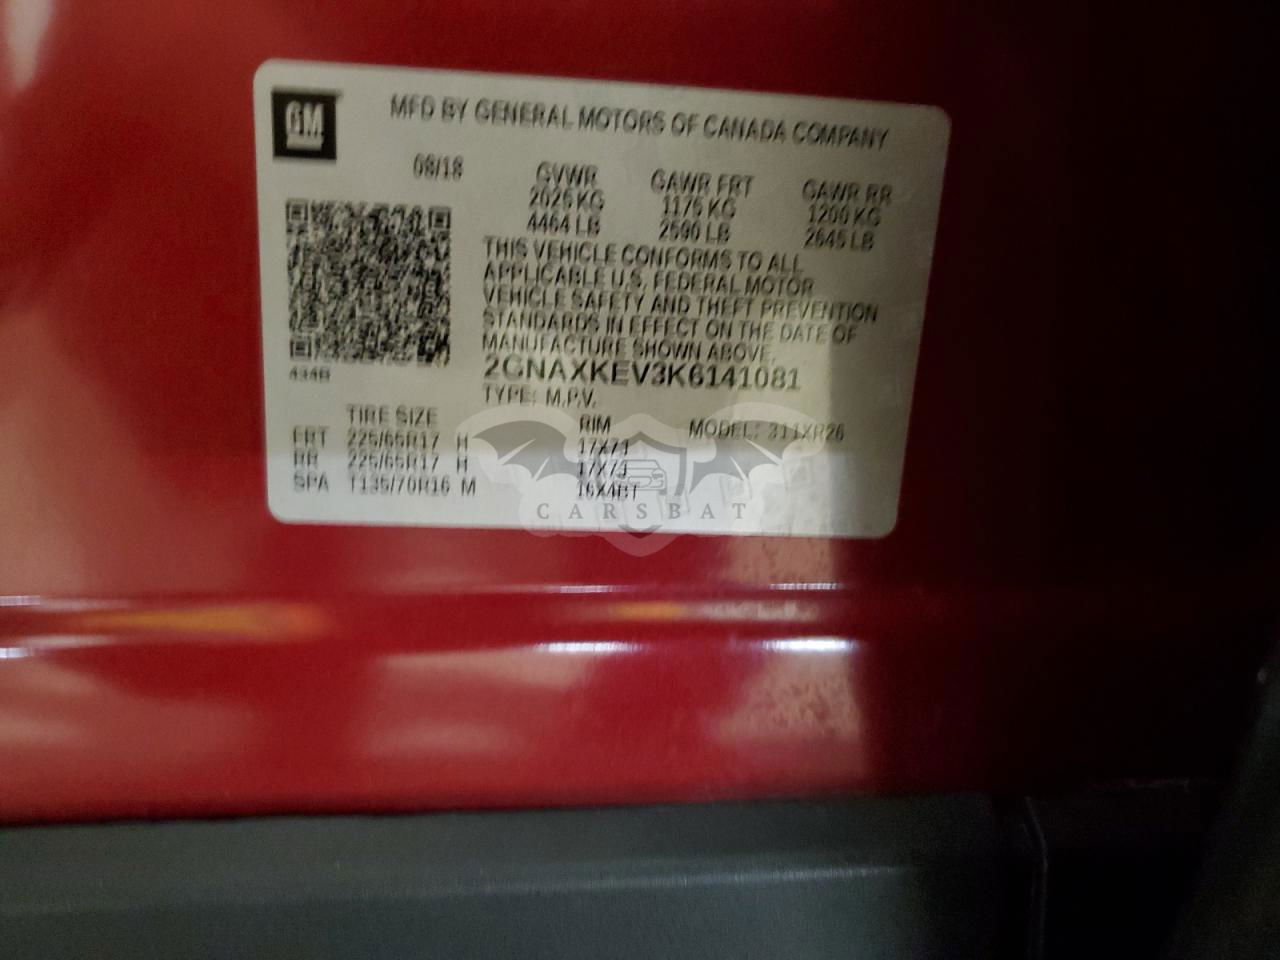 GM
MFD BY GENERAL MOTORS OF CANADA COMPANY
08/18 GVWR GAWR FRT GAWR RR
2025 KG 1175 KG 1200 KG
4464 LB 2590 LB 2645 LB
THIS VEHICLE CONFORMS TO ALL
APPLICABLE U.S. FEDERAL MOTOR
VEHICLE SAFETY AND THEFT PREVENTION
STANDARDS IN EFFECT ON THE DATE OF
MANUFACTURE SHOWN ABOVE.
2GNAXKEV3K6141081
434B
TYPE: M.P.V.
TIRE SIZE RIM MODEL: 311XR26
FRT 225/65R17 H 17X7J
RR 225/65R17 H 17X7J
SPA T135/70R16 M 16X4BT
CARSBAT